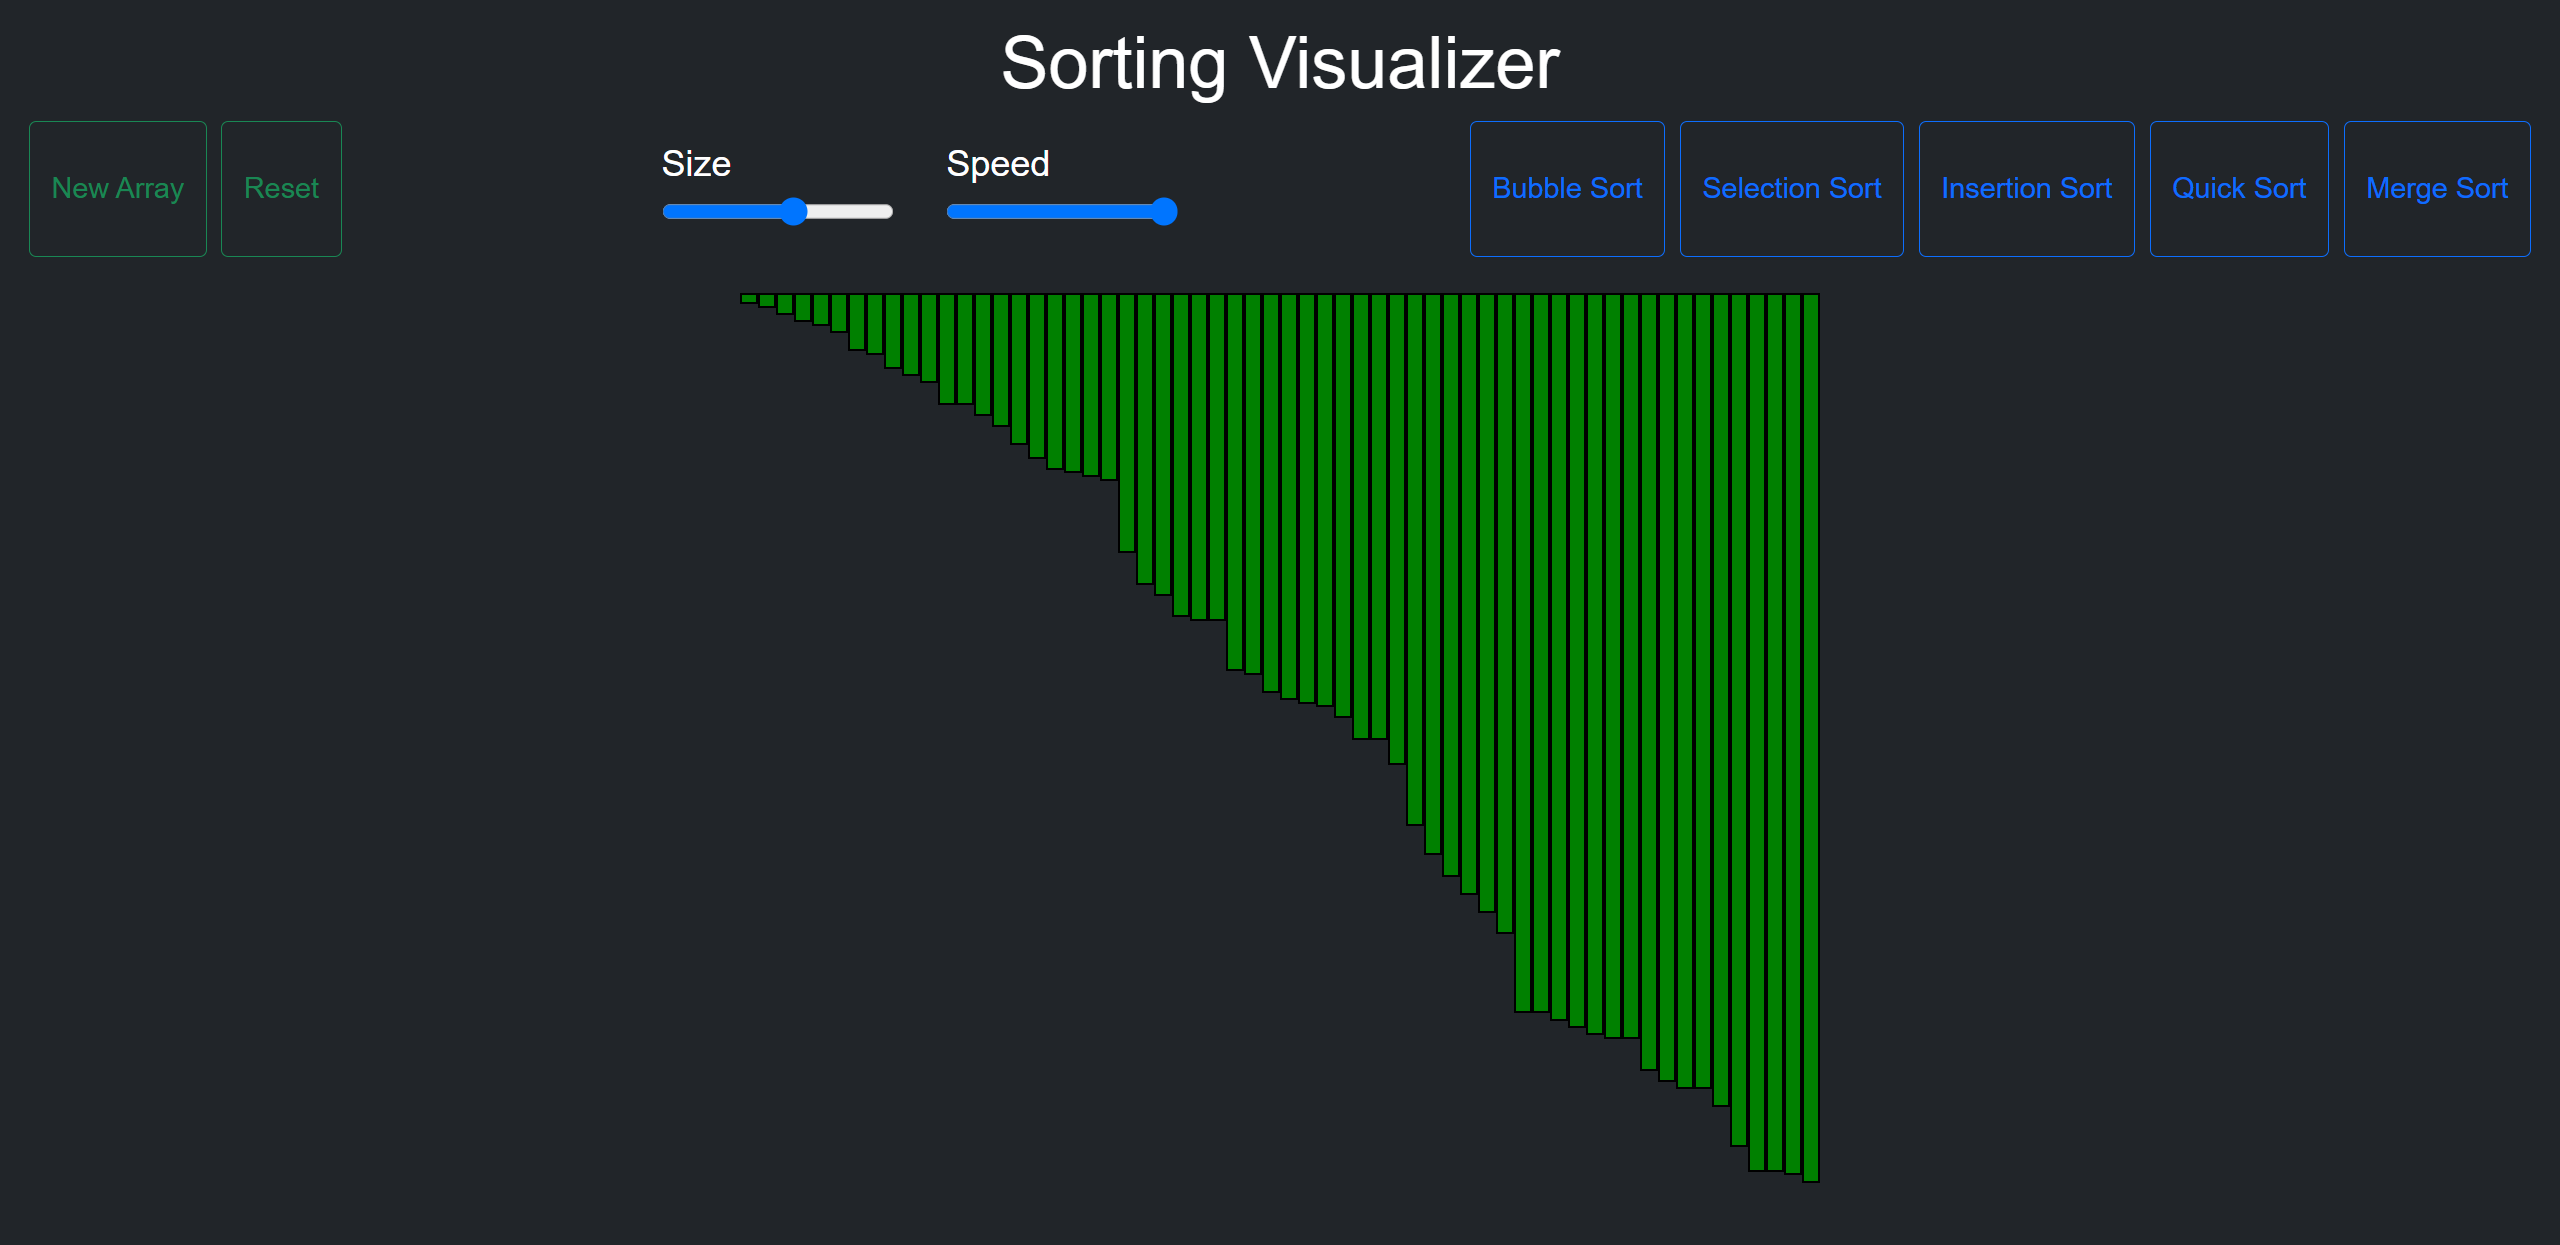 Sorting Visualizer
New Array
Reset
Size
Speed
Bubble Sort
Selection Sort
Insertion Sort
Quick Sort
Merge Sort